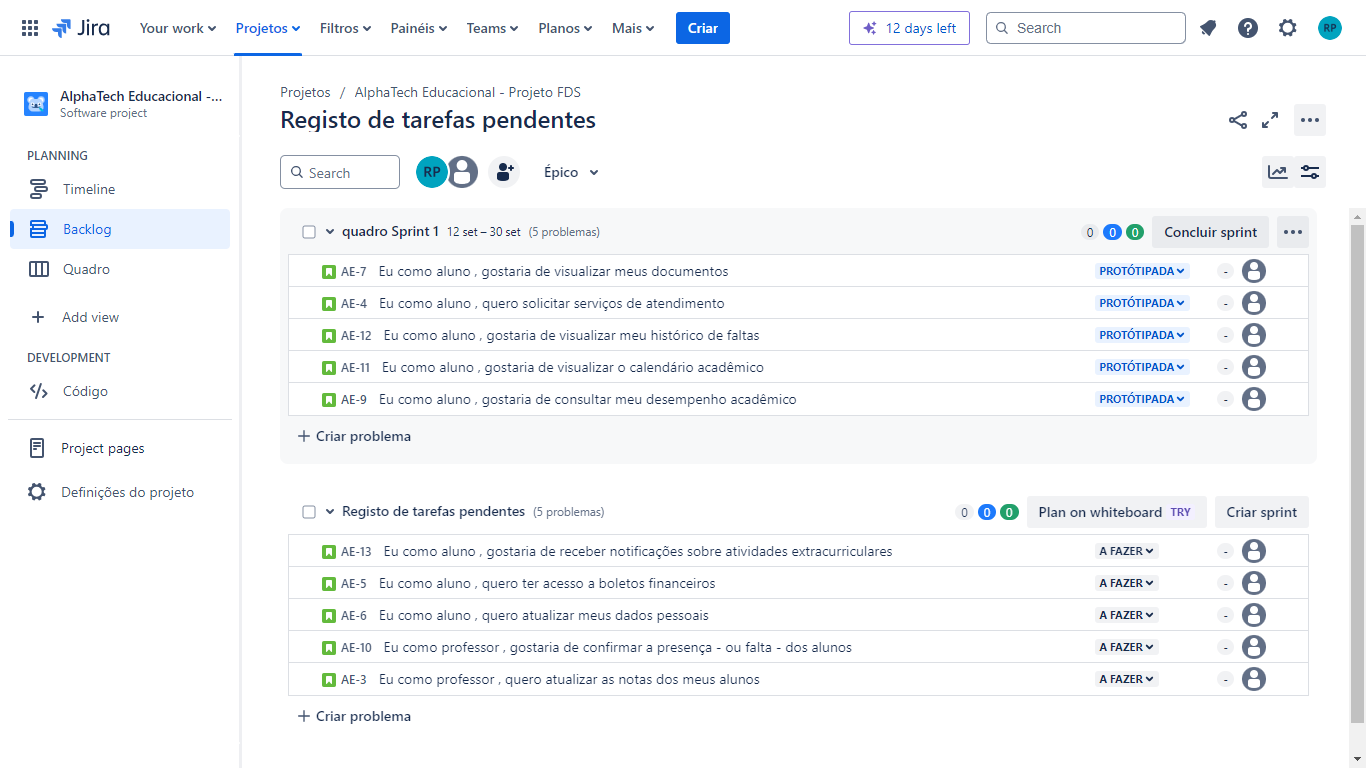 Jira Your work Projetos Filtros Painéis Teams Planos Mais Criar 12 days left Search RP
AlphaTech Educacional -...
Software project
PLANNING
Timeline
Backlog
Quadro
Add view
DEVELOPMENT
Código
Project pages
Definições do projeto
Projetos / AlphaTech Educacional - Projeto FDS
Registo de tarefas pendentes
Search RP Épico
quadro Sprint 1 12 set – 30 set (5 problemas) 0 0 0 Concluir sprint
AE-7 Eu como aluno , gostaria de visualizar meus documentos PROTÓTIPADA -
AE-4 Eu como aluno , quero solicitar serviços de atendimento PROTÓTIPADA -
AE-12 Eu como aluno , gostaria de visualizar meu histórico de faltas PROTÓTIPADA -
AE-11 Eu como aluno , gostaria de visualizar o calendário acadêmico PROTÓTIPADA -
AE-9 Eu como aluno , gostaria de consultar meu desempenho acadêmico PROTÓTIPADA -
Criar problema
Registo de tarefas pendentes (5 problemas) 0 0 0 Plan on whiteboard TRY Criar sprint
AE-13 Eu como aluno , gostaria de receber notificações sobre atividades extracurriculares A FAZER -
AE-5 Eu como aluno , quero ter acesso a boletos financeiros A FAZER -
AE-6 Eu como aluno , quero atualizar meus dados pessoais A FAZER -
AE-10 Eu como professor , gostaria de confirmar a presença - ou falta - dos alunos A FAZER -
AE-3 Eu como professor , quero atualizar as notas dos meus alunos A FAZER -
Criar problema